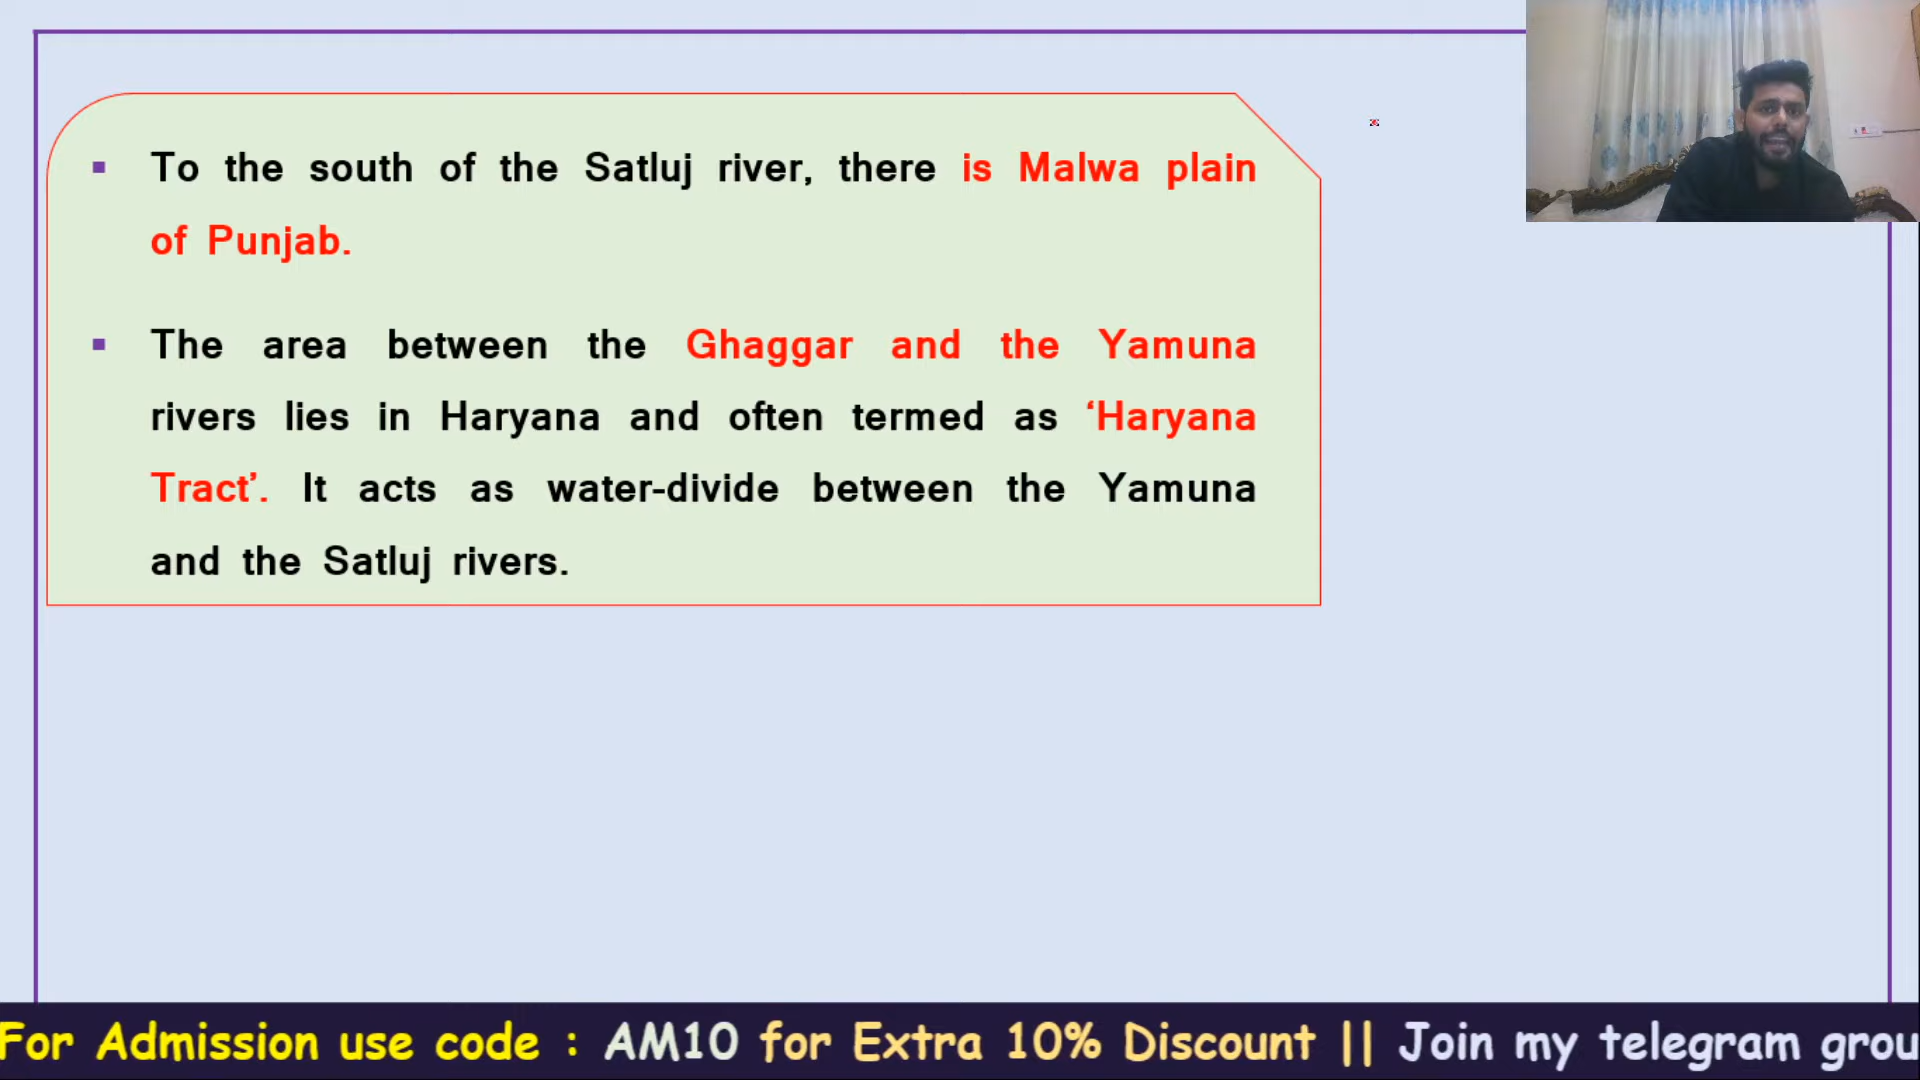 To the south of the Satluj river, there is Malwa plain
of Punjab.
The area between the Ghaggar and the Yamuna
rivers lies in Haryana and often termed as ‘Haryana
Tract’. It acts as water-divide between the Yamuna
and the Satluj rivers.
For Admission use code : AM10 for Extra 10% Discount || Join my telegram grou